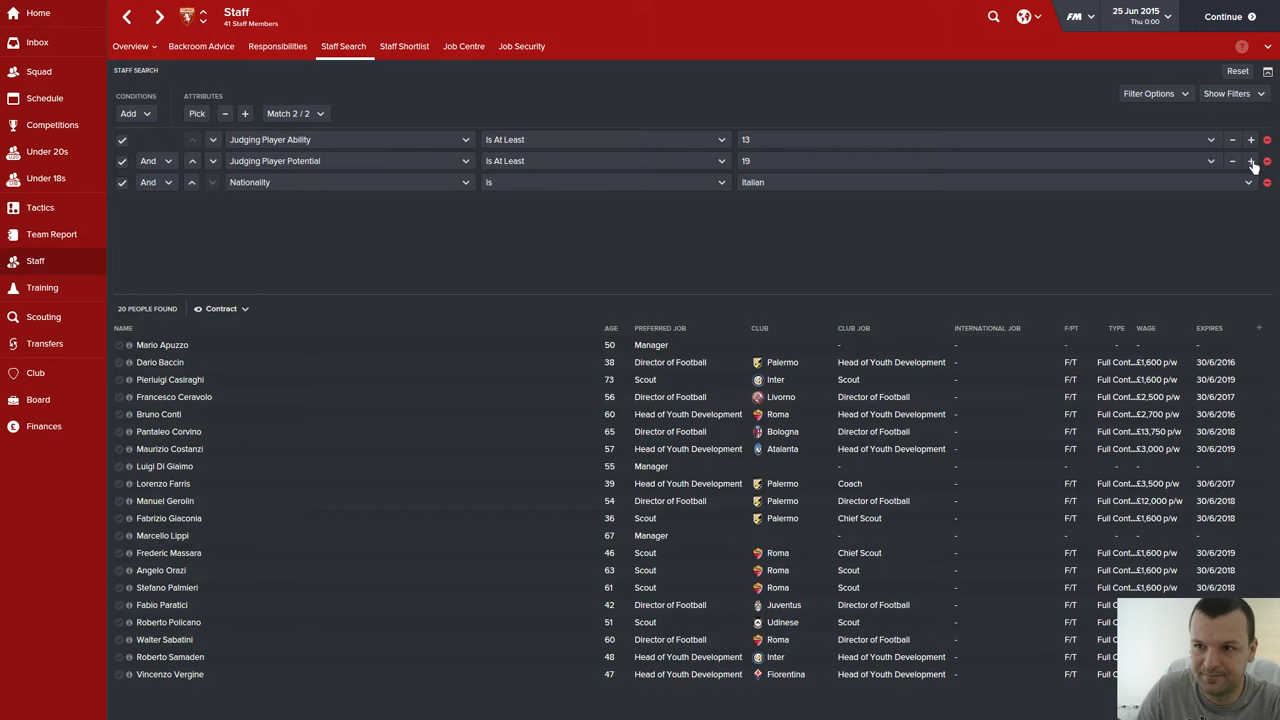 Home
Staff
41 Staff Members
FM
25 Jun 2015
Thu 0:00
Continue
Inbox
Overview
Backroom Advice
Responsibilities
Staff Search
Staff Shortlist
Job Centre
Job Security
?
STAFF SEARCH
Reset
Squad
Schedule
Competitions
Under 20s
Under 18s
Tactics
Team Report
Staff
Training
Scouting
Transfers
Club
Board
Finances
CONDITIONS
ATTRIBUTES
Filter Options
Show Filters
Add
Pick
Match 2 / 2
Judging Player Ability Is At Least 13
And Judging Player Potential Is At Least 19
And Nationality Is Italian
20 PEOPLE FOUND
Contract
NAME AGE PREFERRED JOB CLUB CLUB JOB INTERNATIONAL JOB F/PT TYPE WAGE EXPIRES
Mario Apuzzo 50 Manager - - - - - -
Dario Baccin 38 Director of Football Palermo Head of Youth Development - F/T Full Cont... £1,600 p/w 30/6/2016
Pierluigi Casiraghi 73 Scout Inter Scout - F/T Full Cont... £1,600 p/w 30/6/2019
Francesco Ceravolo 56 Director of Football Livorno Director of Football - F/T Full Cont... £2,500 p/w 30/6/2017
Bruno Conti 60 Head of Youth Development Roma Head of Youth Development - F/T Full Cont... £2,700 p/w 30/6/2016
Pantaleo Corvino 65 Director of Football Bologna Director of Football - F/T Full Cont... £13,750 p/w 30/6/2018
Maurizio Costanzi 57 Head of Youth Development Atalanta Head of Youth Development - F/T Full Cont... £3,000 p/w 30/6/2019
Luigi Di Giaimo 55 Manager - - - - - -
Lorenzo Farris 39 Head of Youth Development Palermo Coach - F/T Full Cont... £3,500 p/w 30/6/2017
Manuel Gerolin 54 Director of Football Palermo Director of Football - F/T Full Cont... £12,000 p/w 30/6/2018
Fabrizio Giaconia 36 Scout Palermo Chief Scout - F/T Full Cont... £1,600 p/w 30/6/2018
Marcello Lippi 67 Manager - - - - - -
Frederic Massara 46 Scout Roma Chief Scout - F/T Full Cont... £1,600 p/w 30/6/2019
Angelo Orazi 63 Scout Roma Scout - F/T Full Cont... £1,600 p/w 30/6/2018
Stefano Palmieri 61 Scout Roma Scout - F/T Full Cont... £1,600 p/w 30/6/2018
Fabio Paratici 42 Director of Football Juventus Director of Football - F/T Full C
Roberto Policano 51 Scout Udinese Scout - F/T Full C
Walter Sabatini 60 Director of Football Roma Director of Football - F/T Full C
Roberto Samaden 48 Head of Youth Development Inter Head of Youth Development - F/T Full C
Vincenzo Vergine 47 Head of Youth Development Fiorentina Head of Youth Development - F/T Full C